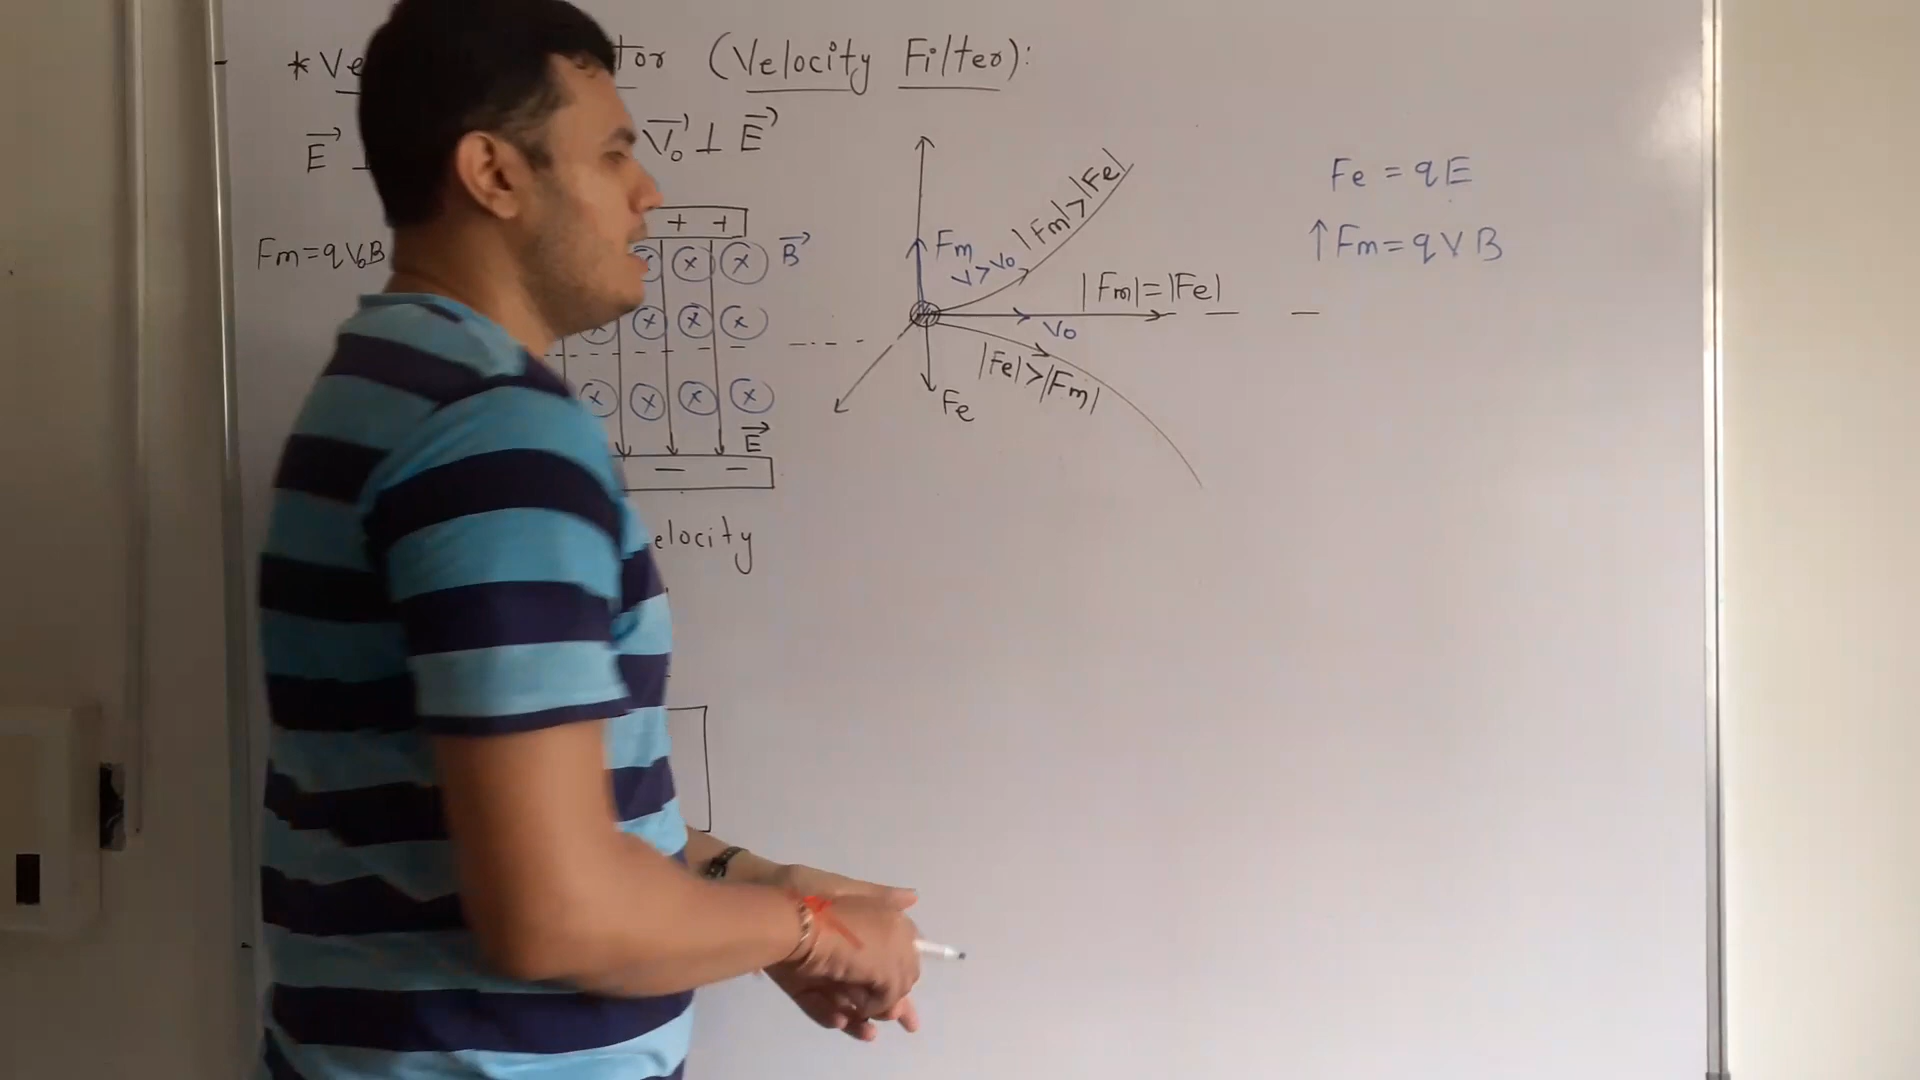 * Ve tor (Velocity Filter):
E⃗ ⊥ V⃗₀ ⊥ E⃗
Fm = qV₀B
+ +
× × × B⃗
× × × ×
× × × ×
E⃗
— —
elocity
Fm
V > V₀
|Fm| > |Fe|
|Fm| = |Fe|
V₀
|Fe| > |Fm|
Fe
Fe = qE
↑Fm = qVB